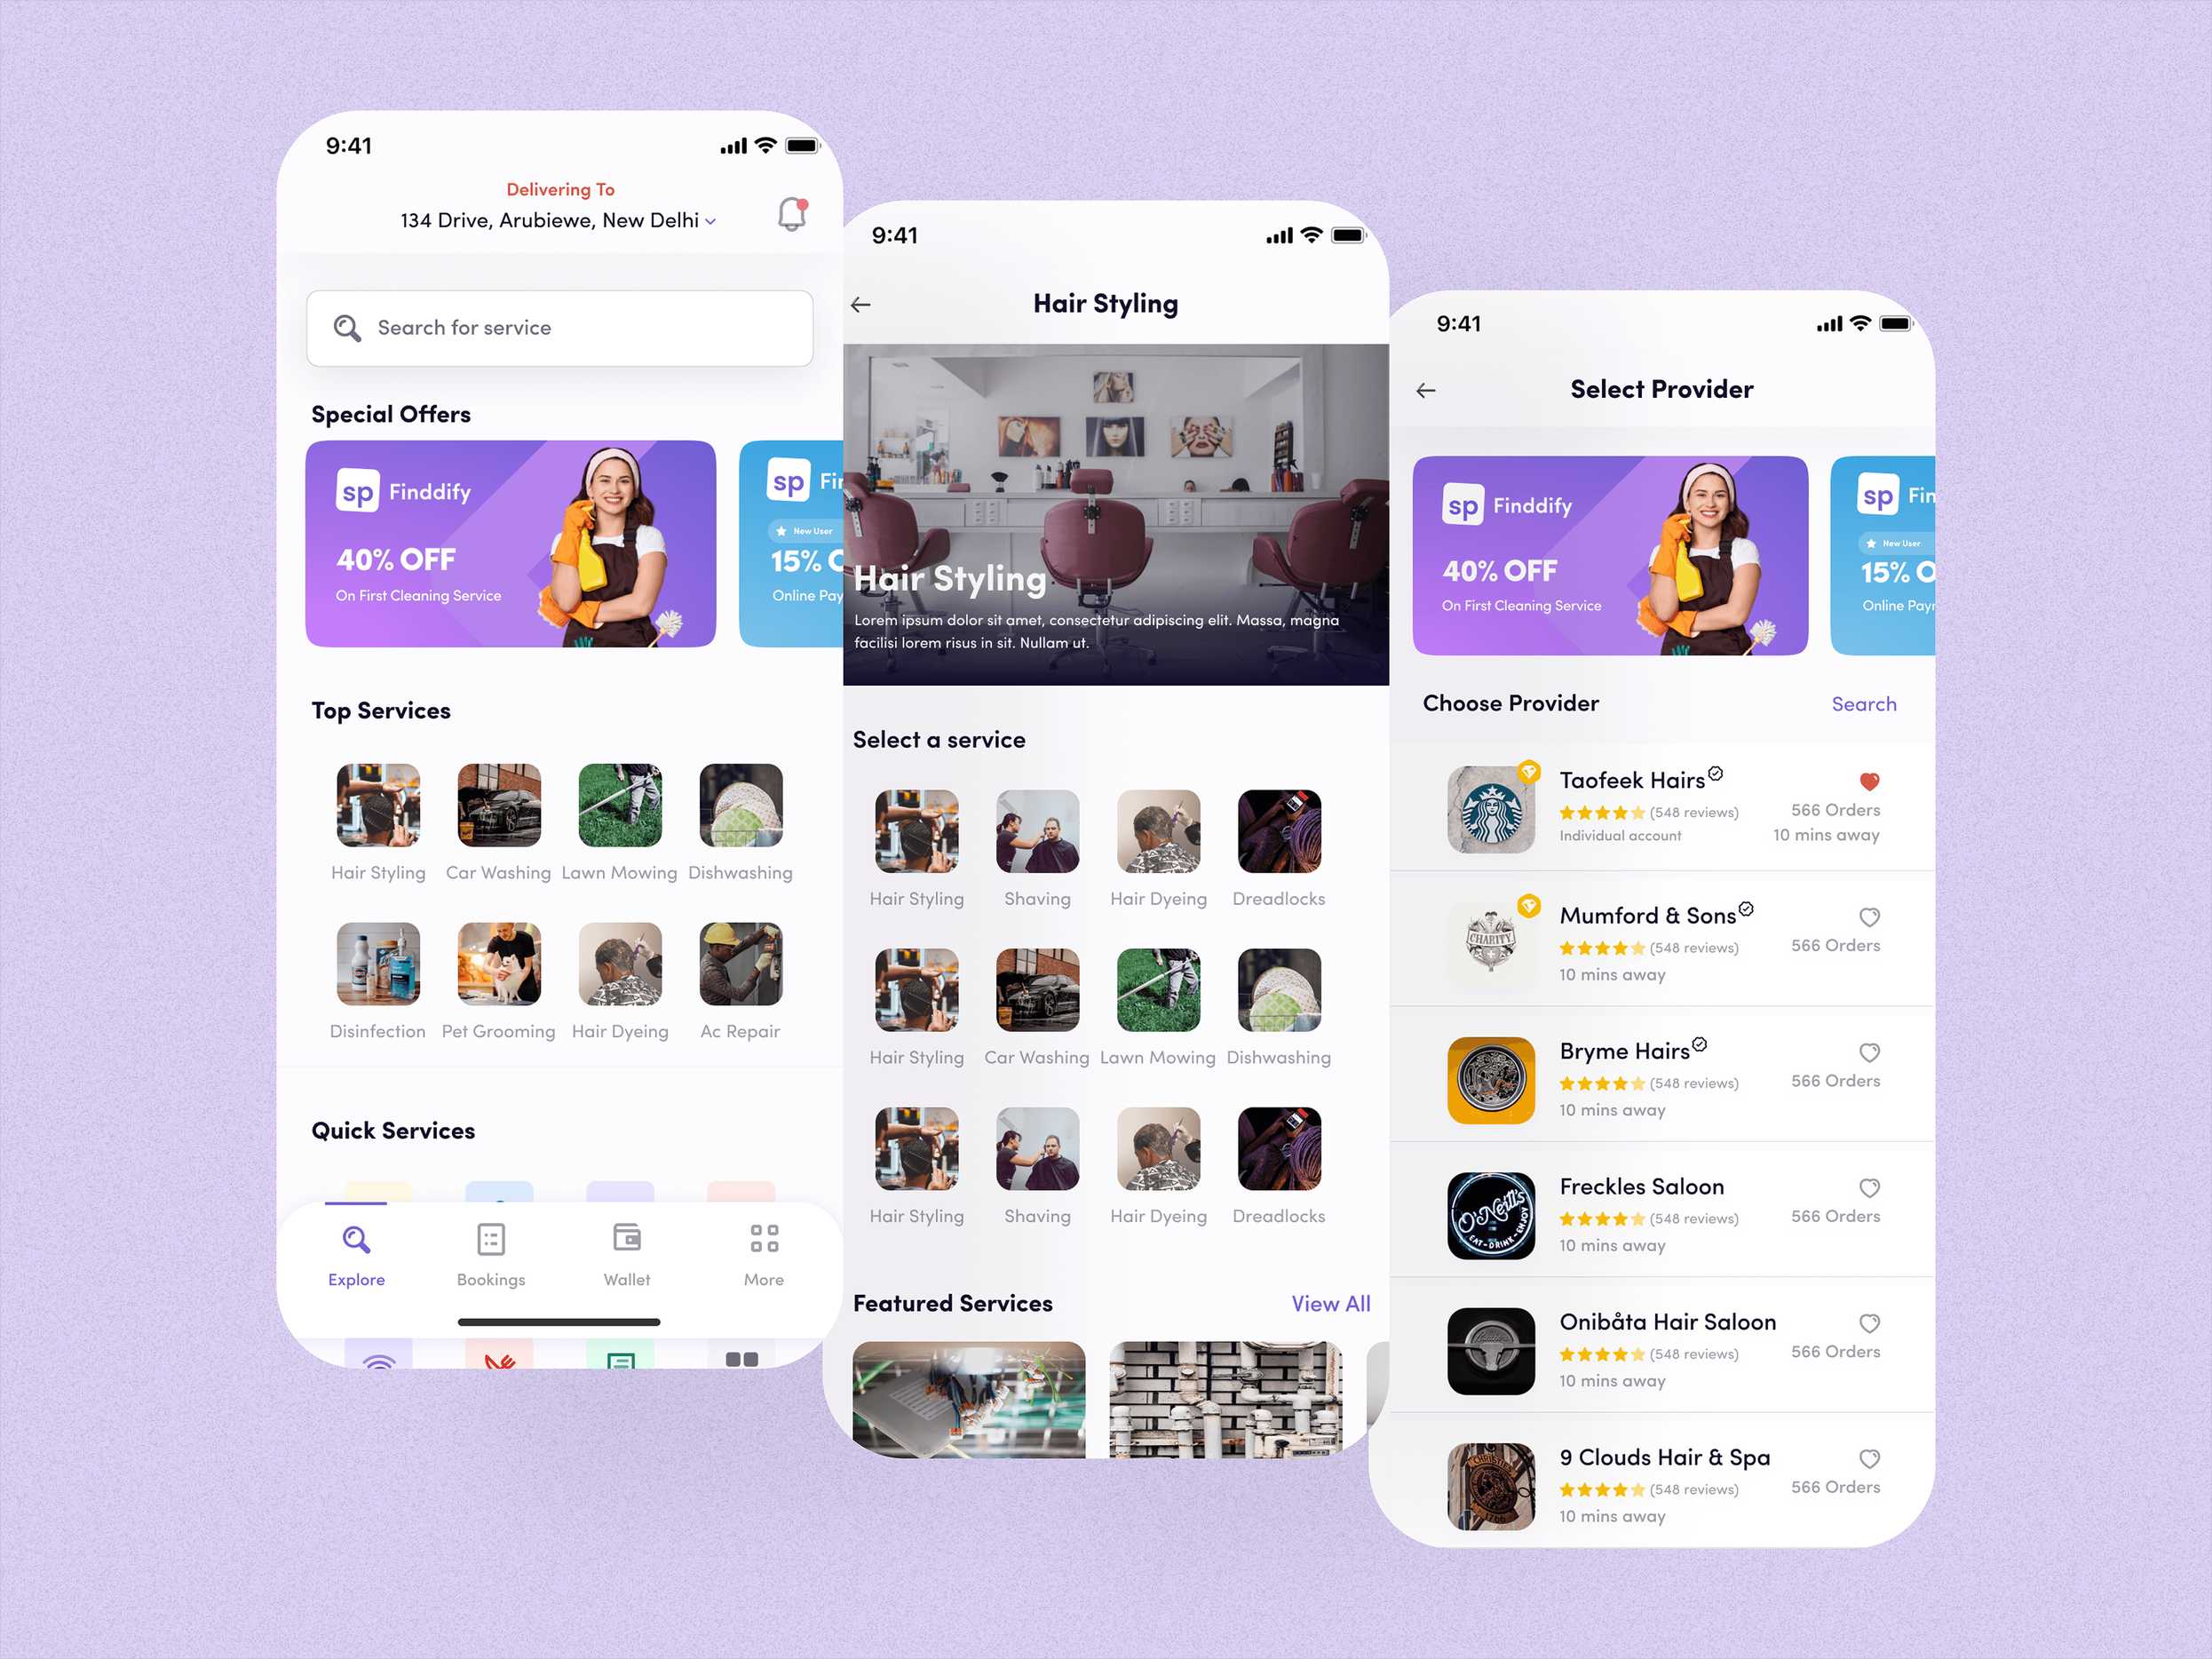 9:41
Delivering To
134 Drive, Arubiewe, New Delhi
Search for service
Special Offers
sp Finddify
40% OFF
On First Cleaning Service
sp Fin
New User
15% O
Online Pay
Top Services
Hair Styling Car Washing Lawn Mowing Dishwashing
Disinfection Pet Grooming Hair Dyeing Ac Repair
Quick Services
Explore Bookings Wallet More
9:41
Hair Styling
Hair Styling
Lorem ipsum dolor sit amet, consectetur adipiscing elit. Massa, magna
facilisi lorem risus in sit. Nullam ut.
Select a service
Hair Styling Shaving Hair Dyeing Dreadlocks
Hair Styling Car Washing Lawn Mowing Dishwashing
Hair Styling Shaving Hair Dyeing Dreadlocks
Featured Services View All
9:41
Select Provider
sp Finddify
40% OFF
On First Cleaning Service
sp Fin
New User
15% O
Online Payr
Choose Provider Search
Taofeek Hairs
(548 reviews) 566 Orders
Individual account 10 mins away
CHARITY
Mumford & Sons
(548 reviews) 566 Orders
10 mins away
Bryme Hairs
(548 reviews) 566 Orders
10 mins away
O'Neill's
EAT-DRINK-ENJOY
Freckles Saloon
(548 reviews) 566 Orders
10 mins away
Onibåta Hair Saloon
(548 reviews) 566 Orders
10 mins away
9 Clouds Hair & Spa
(548 reviews) 566 Orders
10 mins away